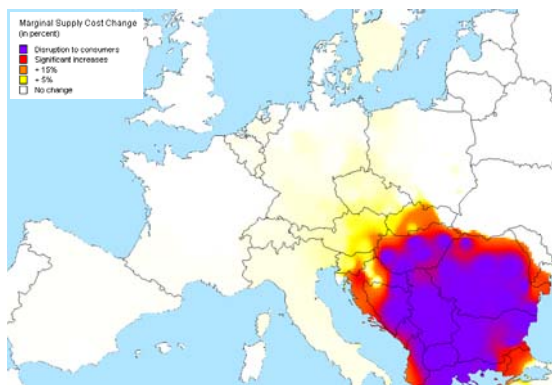 Marginal Supply Cost Change
(in percent)
Disruption to consumers
Significant increases
+ 15%
+ 5%
No change